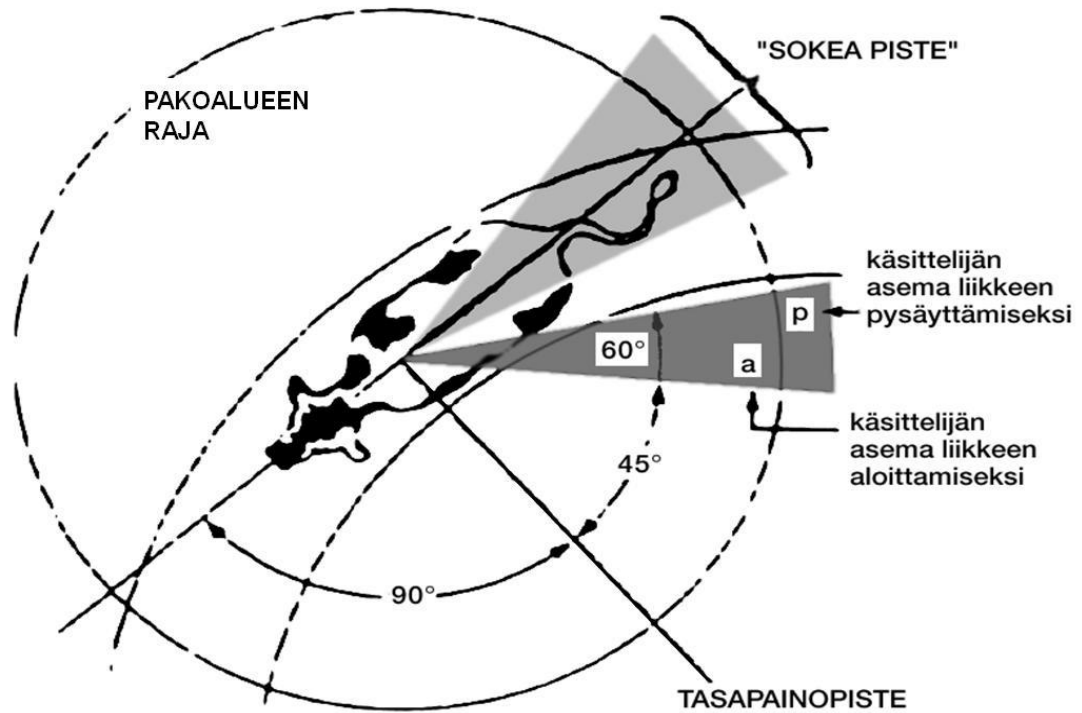 "SOKEA PISTE"
PAKOALUEEN
RAJA
käsittelijän
asema liikkeen
pysäyttämiseksi
p
60°
a
käsittelijän
asema liikkeen
aloittamiseksi
45°
90°
TASAPAINOPISTE